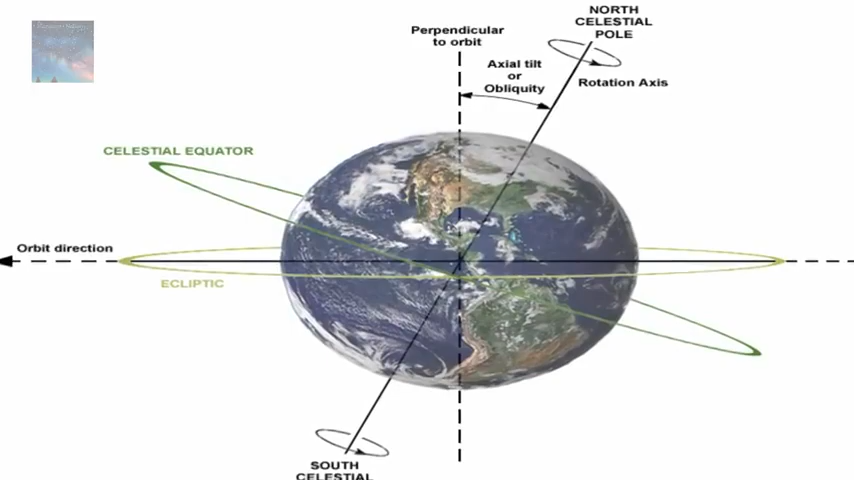 NORTH
CELESTIAL
POLE
Perpendicular
to orbit
Axial tilt
or
Obliquity
Rotation Axis
CELESTIAL EQUATOR
Orbit direction
ECLIPTIC
SOUTH
CELESTIAL